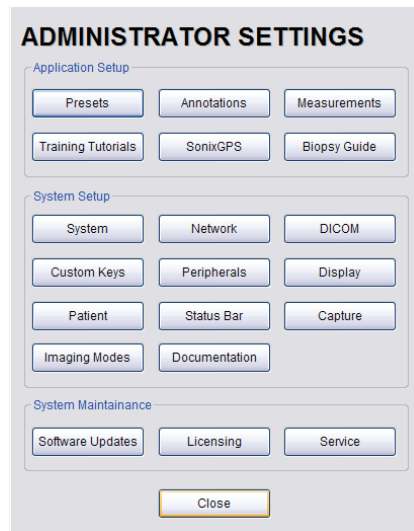 ADMINISTRATOR SETTINGS
Application Setup
Presets Annotations Measurements
Training Tutorials SonixGPS Biopsy Guide
System Setup
System Network DICOM
Custom Keys Peripherals Display
Patient Status Bar Capture
Imaging Modes Documentation
System Maintainance
Software Updates Licensing Service
Close